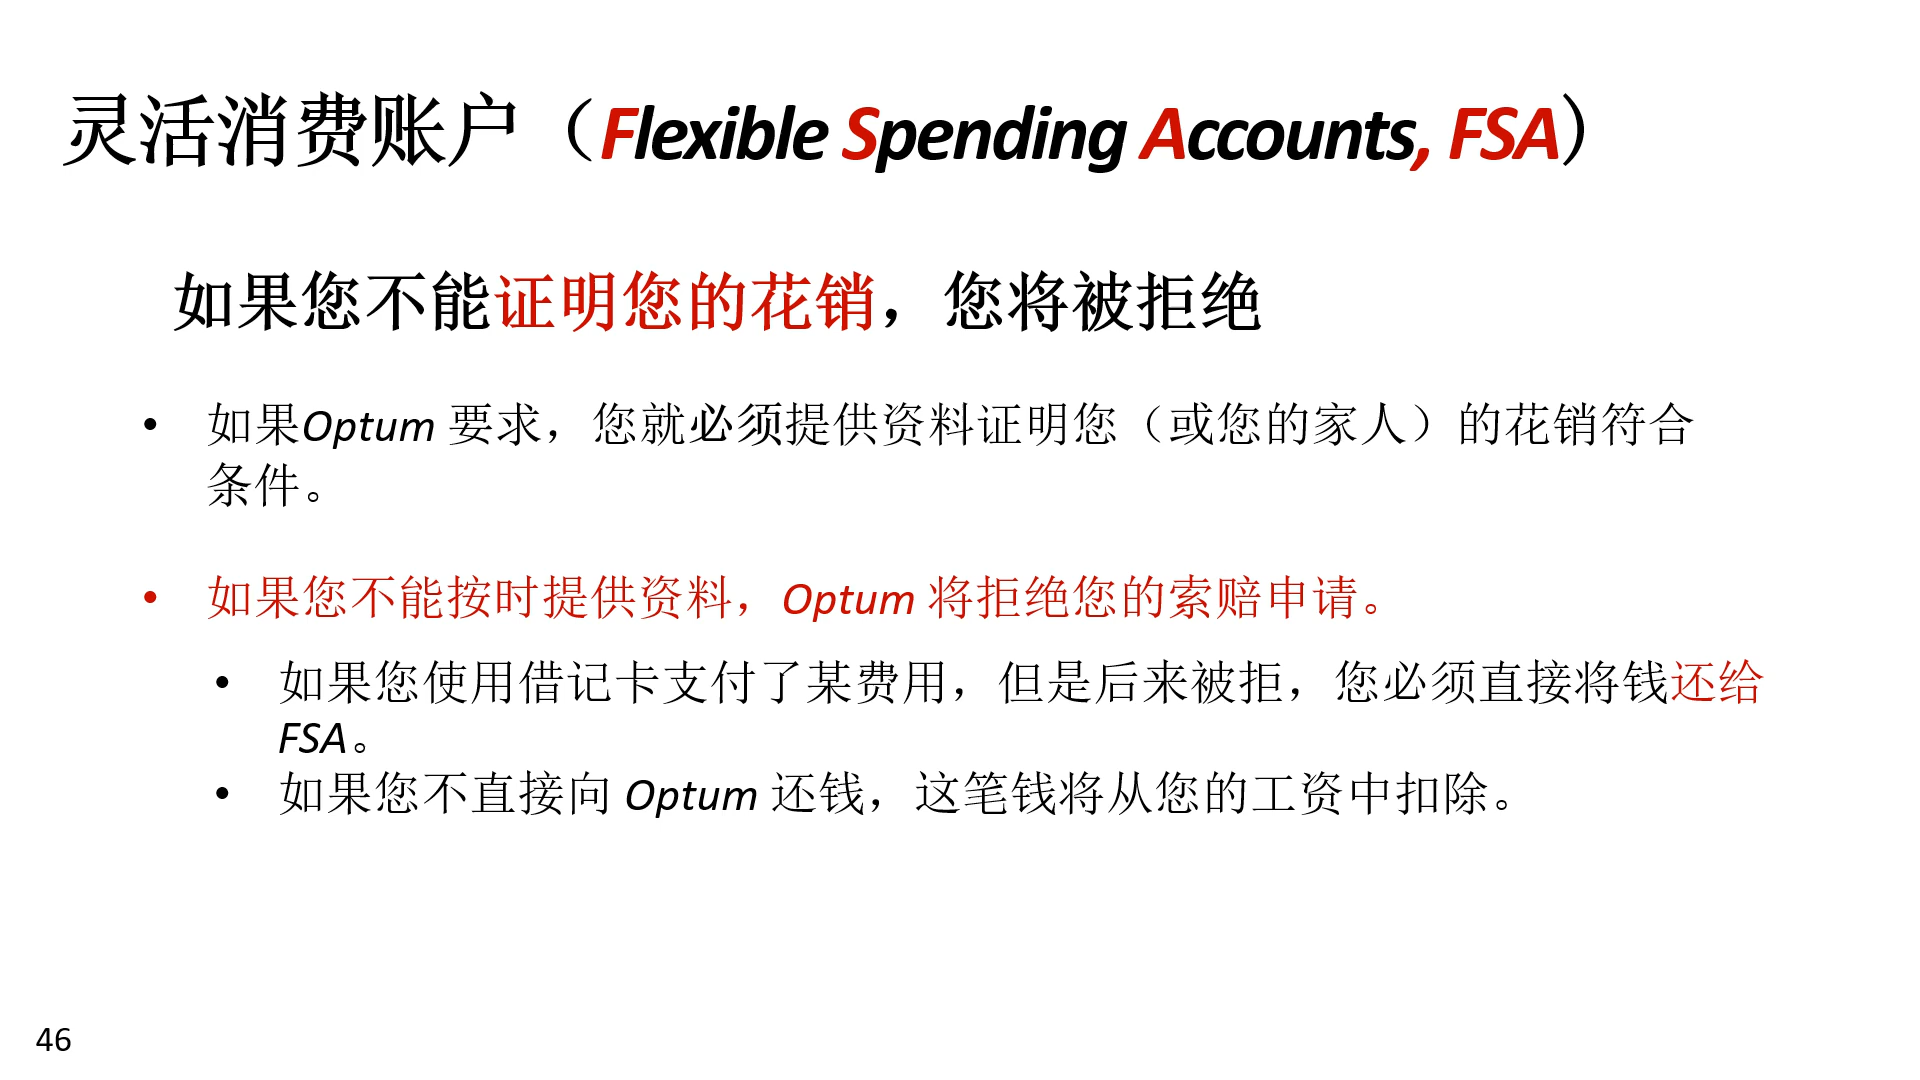 灵活消费账户（Flexible Spending Accounts, FSA）
如果您不能证明您的花销，您将被拒绝
• 如果Optum 要求，您就必须提供资料证明您（或您的家人）的花销符合
条件。
• 如果您不能按时提供资料，Optum 将拒绝您的索赔申请。
• 如果您使用借记卡支付了某费用，但是后来被拒，您必须直接将钱还给
FSA。
• 如果您不直接向 Optum 还钱，这笔钱将从您的工资中扣除。
46